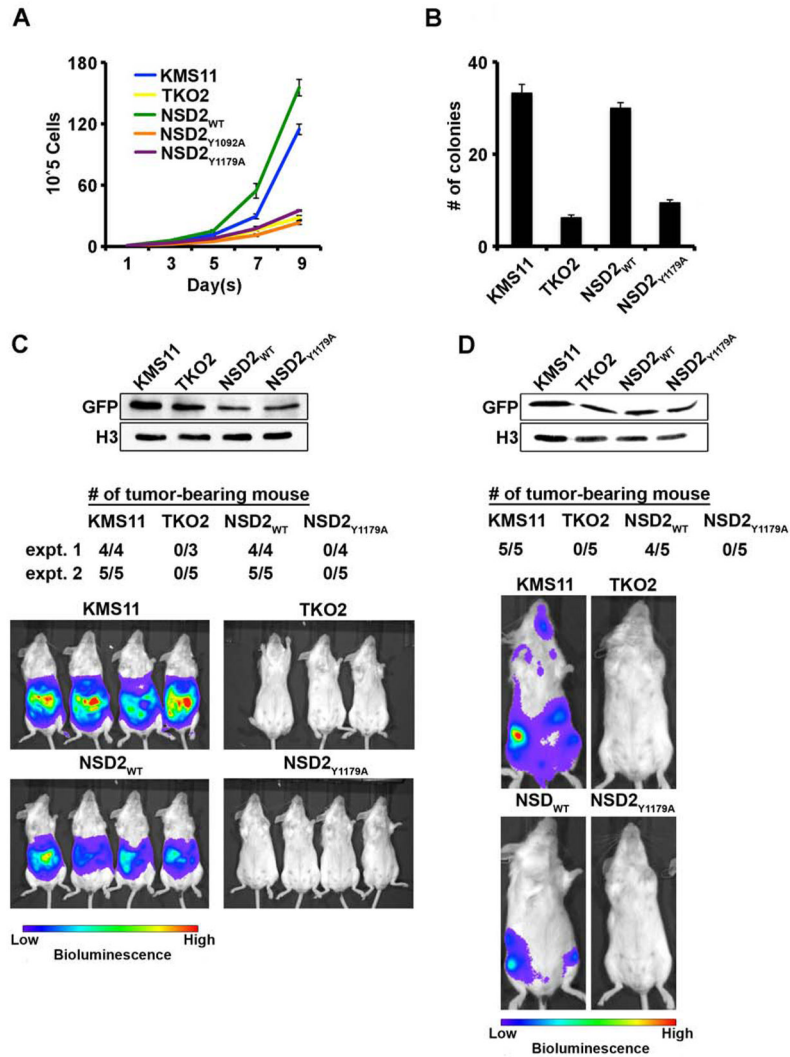 A
180
120
60
0
10^5 Cells
KMS11
TKO2
NSD2WT
NSD2Y1092A
NSD2Y1179A
1 3 5 7 9
Day(s)
B
40
20
0
# of colonies
KMS11 TKO2 NSD2WT NSD2Y1179A
C
KMS11 TKO2 NSD2WT NSD2Y1179A
GFP
H3
# of tumor-bearing mouse
KMS11 TKO2 NSD2WT NSD2Y1179A
expt. 1 4/4 0/3 4/4 0/4
expt. 2 5/5 0/5 5/5 0/5
KMS11 TKO2
NSD2WT NSD2Y1179A
Low High
Bioluminescence
D
KMS11 TKO2 NSD2WT NSD2Y1179A
GFP
H3
# of tumor-bearing mouse
KMS11 TKO2 NSD2WT NSD2Y1179A
5/5 0/5 4/5 0/5
KMS11 TKO2
NSDWT NSD2Y1179A
Low High
Bioluminescence